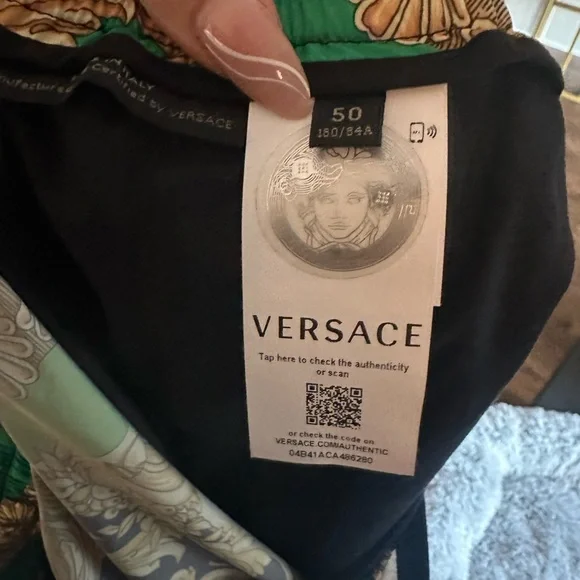 ITALY
Certified by VERSACE
50
180/84A
VERSACE
Tap here to check the authenticity
or scan
or check the code on
VERSACE.COM/AUTHENTIC
04B41ACA486280